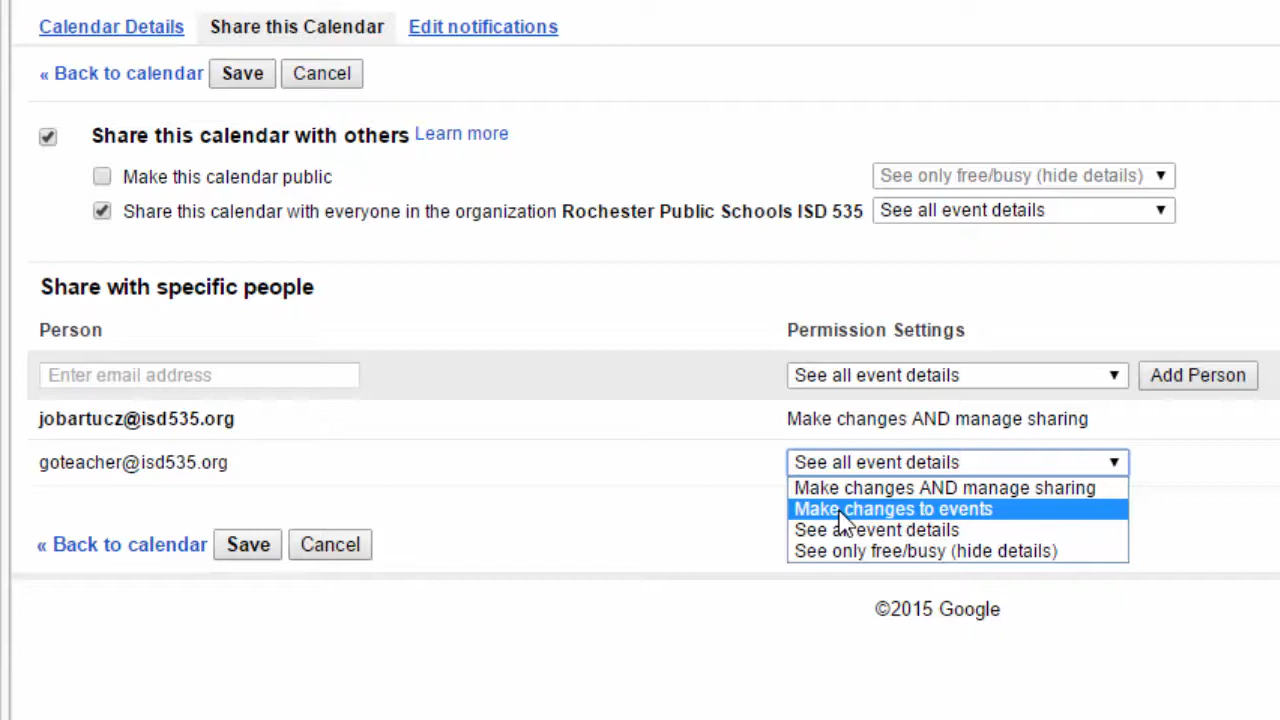 Calendar Details Share this Calendar Edit notifications
« Back to calendar Save Cancel
Share this calendar with others Learn more
Make this calendar public See only free/busy (hide details) ▼
Share this calendar with everyone in the organization Rochester Public Schools ISD 535 See all event details ▼
Share with specific people
Person Permission Settings
Enter email address See all event details ▼ Add Person
jobartucz@isd535.org Make changes AND manage sharing
goteacher@isd535.org See all event details ▼
Make changes AND manage sharing
Make changes to events
See all event details
See only free/busy (hide details)
« Back to calendar Save Cancel
©2015 Google